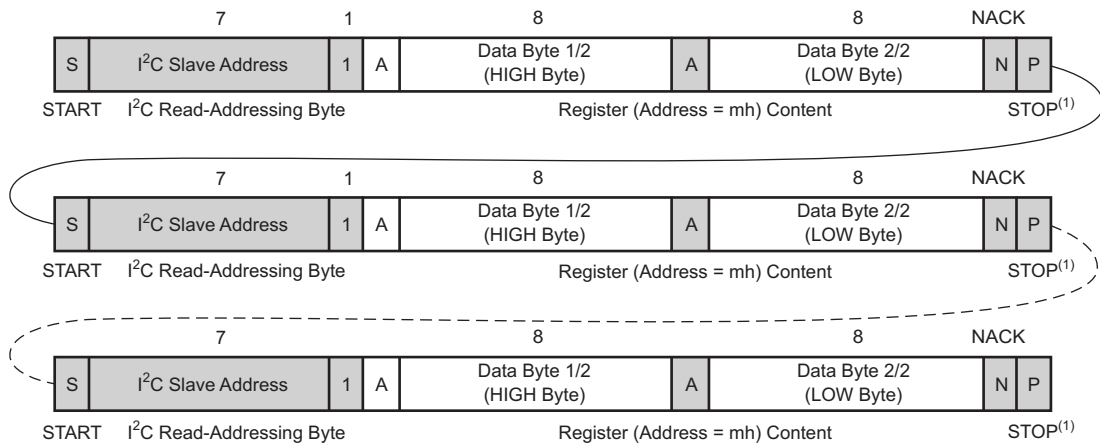 7 1 8 8 NACK
S I²C Slave Address 1 A Data Byte 1/2 (HIGH Byte) A Data Byte 2/2 (LOW Byte) N P
START I²C Read-Addressing Byte Register (Address = mh) Content STOP⁽¹⁾
7 1 8 8 NACK
S I²C Slave Address 1 A Data Byte 1/2 (HIGH Byte) A Data Byte 2/2 (LOW Byte) N P
START I²C Read-Addressing Byte Register (Address = mh) Content STOP⁽¹⁾
7 1 8 8 NACK
S I²C Slave Address 1 A Data Byte 1/2 (HIGH Byte) A Data Byte 2/2 (LOW Byte) N P
START I²C Read-Addressing Byte Register (Address = mh) Content STOP⁽¹⁾